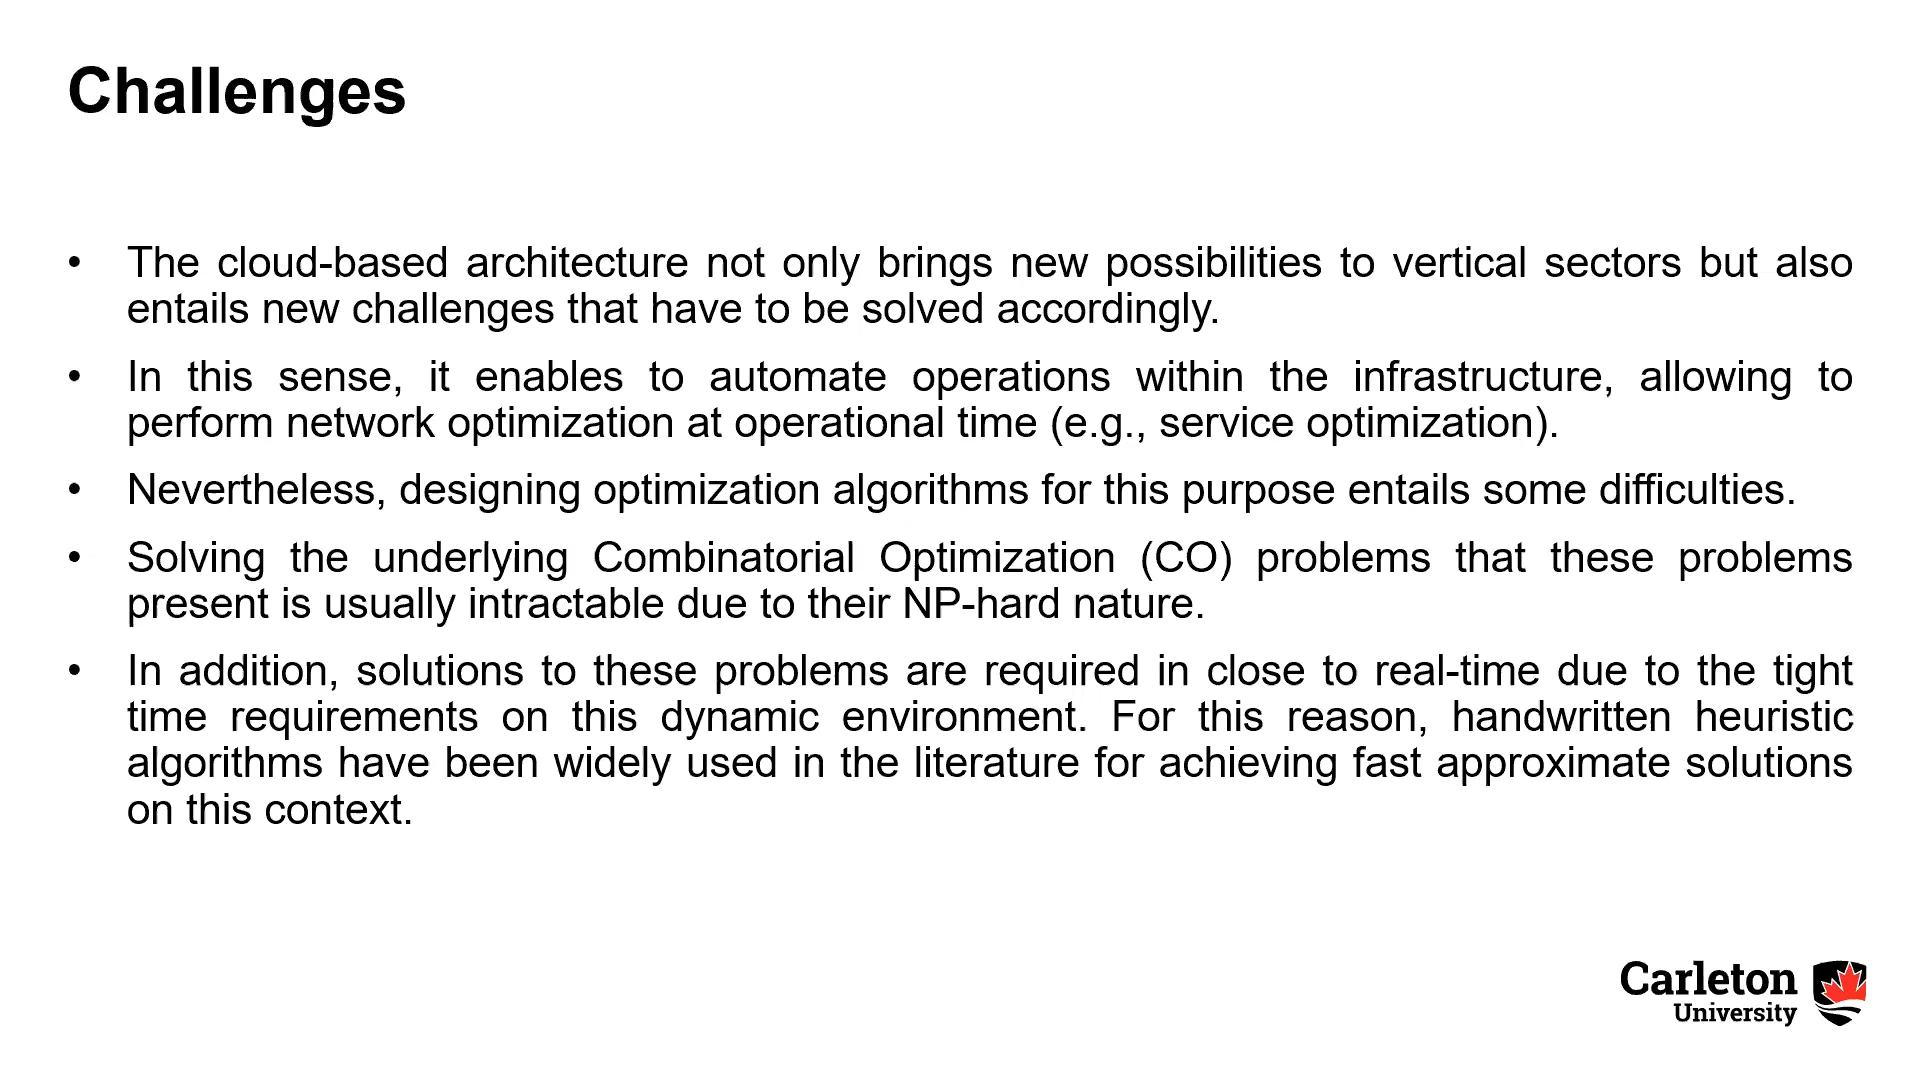 Challenges
• The cloud-based architecture not only brings new possibilities to vertical sectors but also
entails new challenges that have to be solved accordingly.
• In this sense, it enables to automate operations within the infrastructure, allowing to
perform network optimization at operational time (e.g., service optimization).
• Nevertheless, designing optimization algorithms for this purpose entails some difficulties.
• Solving the underlying Combinatorial Optimization (CO) problems that these problems
present is usually intractable due to their NP-hard nature.
• In addition, solutions to these problems are required in close to real-time due to the tight
time requirements on this dynamic environment. For this reason, handwritten heuristic
algorithms have been widely used in the literature for achieving fast approximate solutions
on this context.
Carleton
University